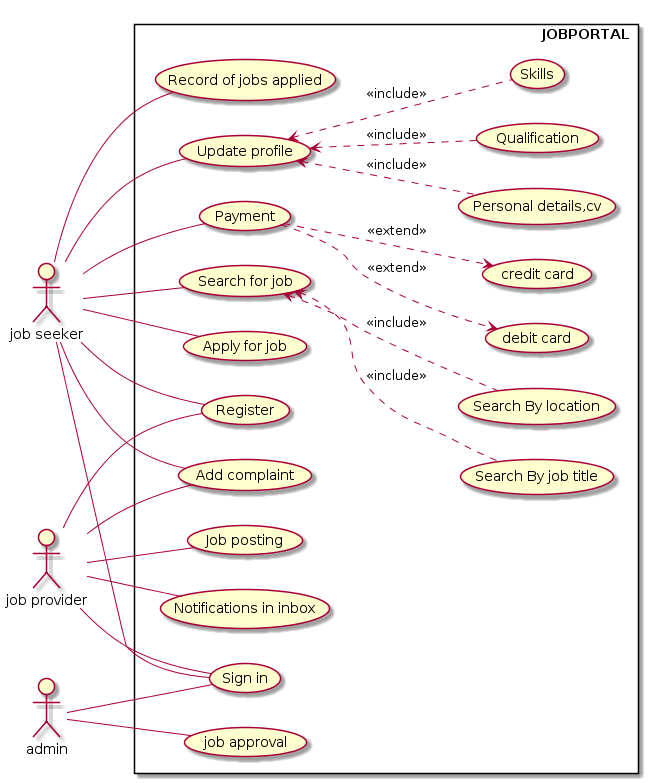 JOBPORTAL
Skills
Record of jobs applied
«include»
«include»
Qualification
Update profile
«include»
Personal details,cv
Payment
«extend»
credit card
«extend»
Search for job
job seeker
«include»
debit card
Apply for job
«include»
Search By location
Register
Add complaint
Search By job title
Job posting
job provider
Notifications in inbox
Sign in
job approval
admin